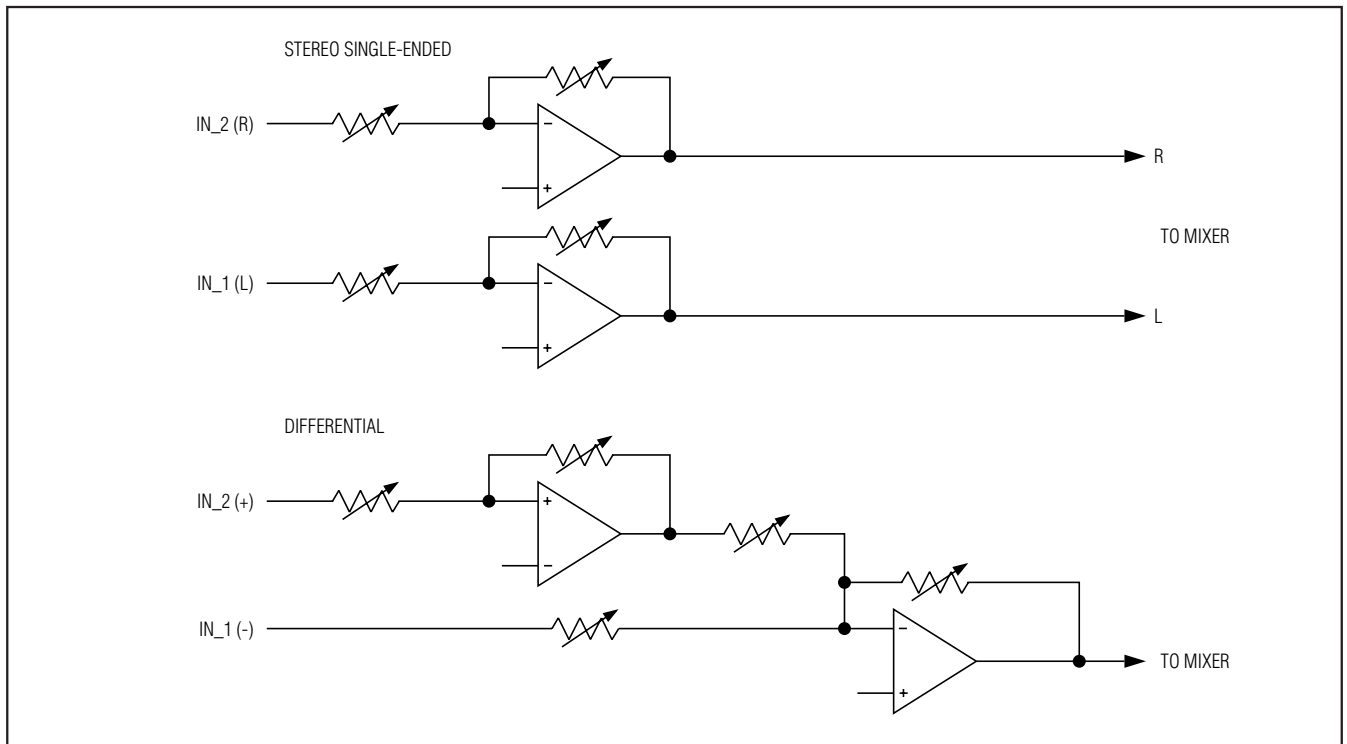 STEREO SINGLE-ENDED
IN_2 (R)
−
+
R
TO MIXER
IN_1 (L)
−
+
L
DIFFERENTIAL
IN_2 (+)
+
−
IN_1 (-)
−
+
TO MIXER